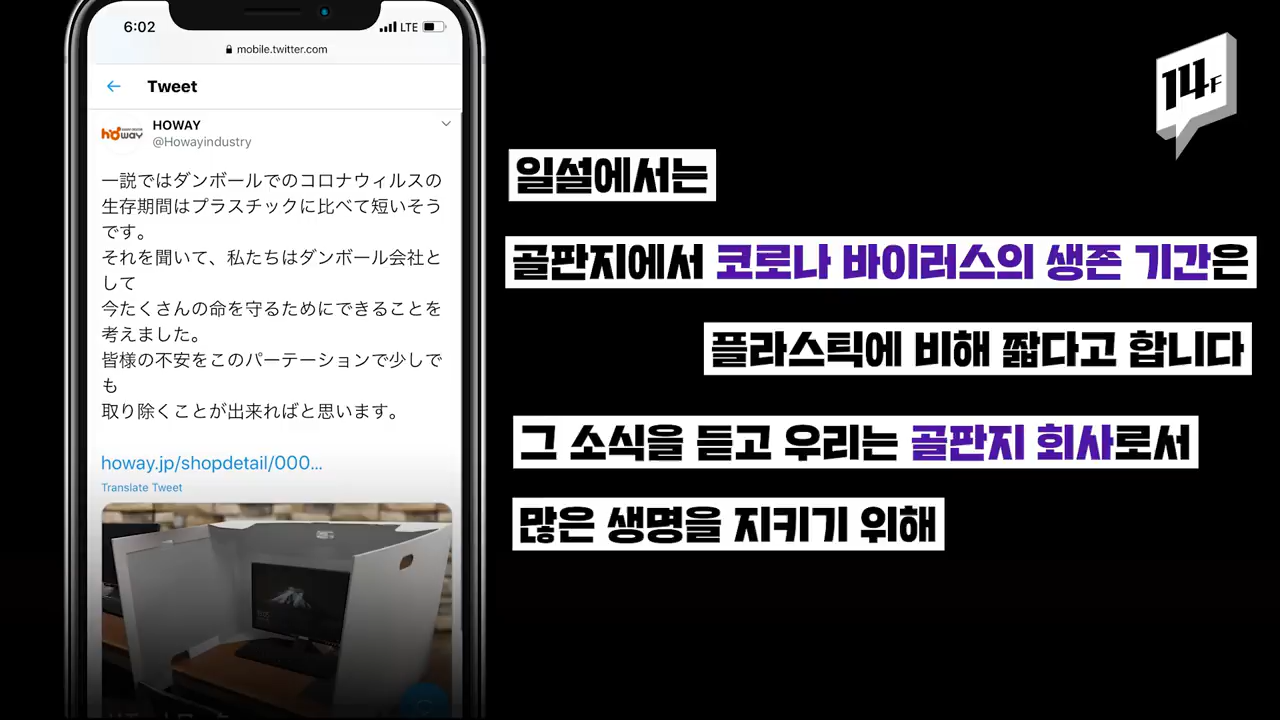 6:02
LTE
mobile.twitter.com
Tweet
HOWAY
howay
@Howayindustry
一説ではダンボールでのコロナウィルスの
生存期間はプラスチックに比べて短いそう
です。
それを聞いて、私たちはダンボール会社と
して
今たくさんの命を守るためにできることを
考えました。
皆様の不安をこのパーテーションで少しで
も
取り除くことが出来ればと思います。
howay.jp/shopdetail/000...
Translate Tweet
14F
일설에서는
골판지에서 코로나 바이러스의 생존 기간은
플라스틱에 비해 짧다고 합니다
그 소식을 듣고 우리는 골판지 회사로서
많은 생명을 지키기 위해